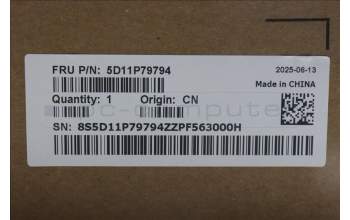 FRU P/N: 5D11P79794
2025-06-13
Made in CHINA
Quantity: 1 Origin: CN
SN: 8S5D11P79794ZZPF563000H